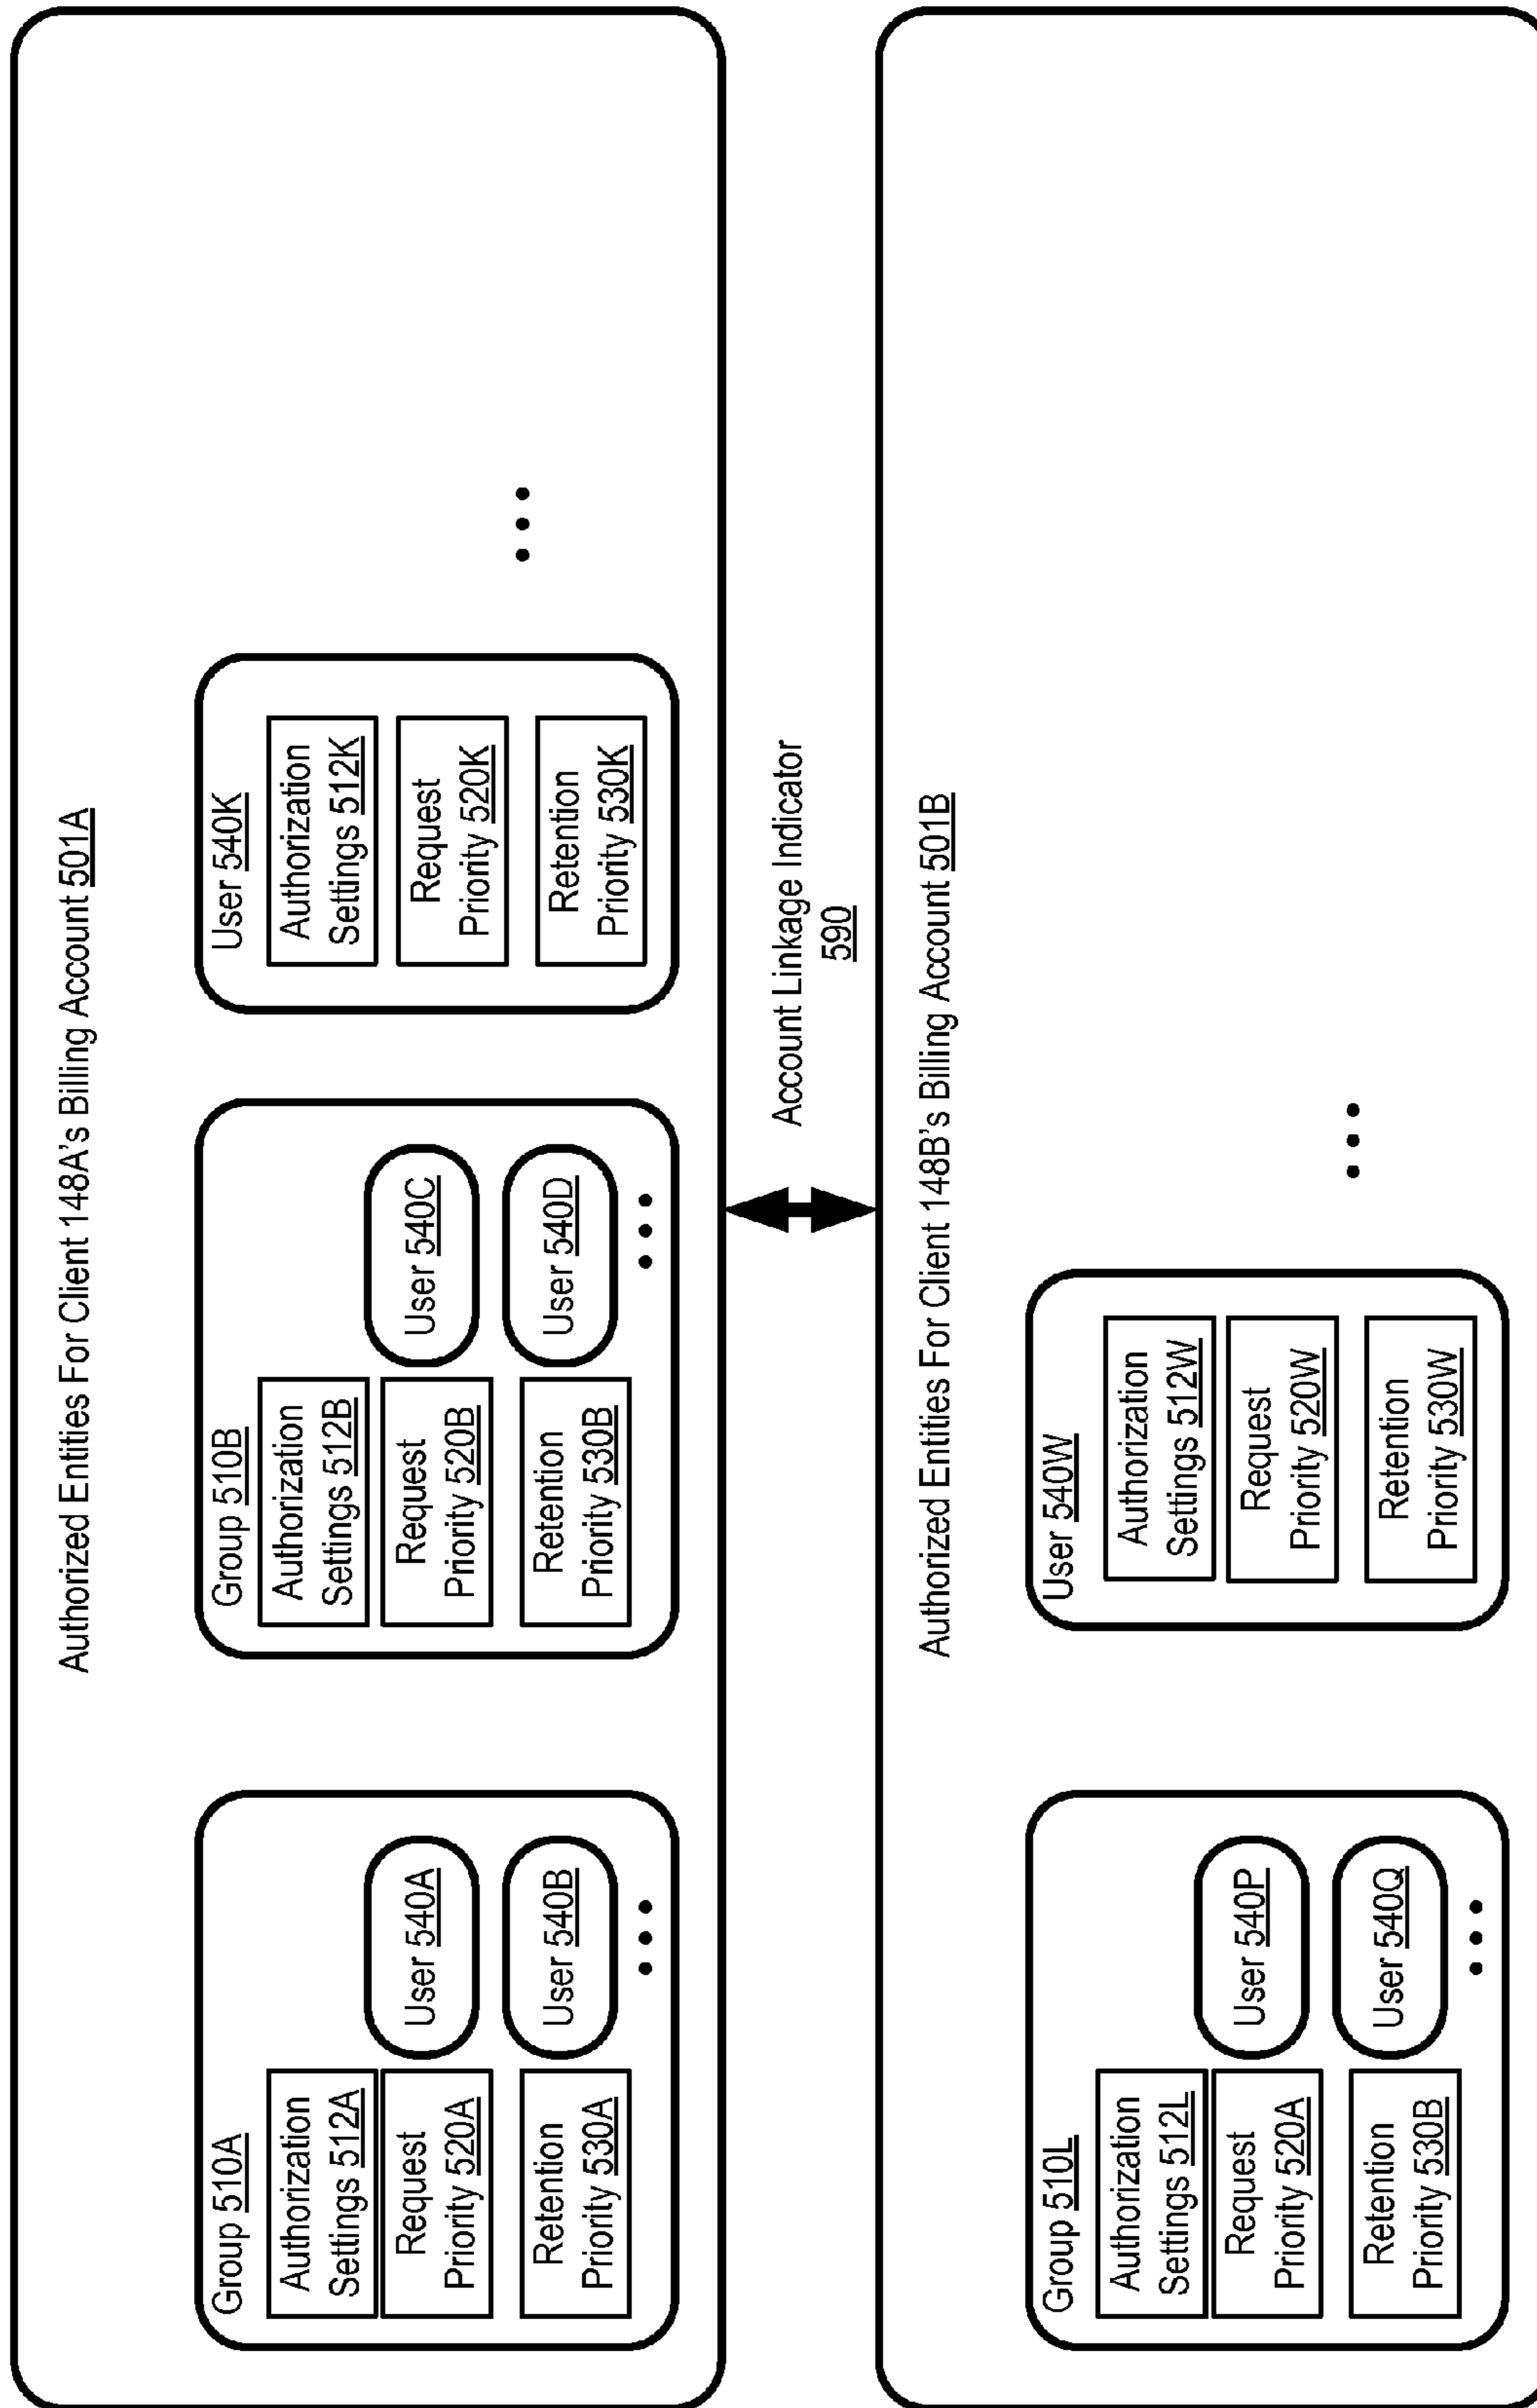 Authorized Entities For Client 148A's Billing Account 501A
Group 510A
Authorization
Settings 512A
Request
Priority 520A
Retention
Priority 530A
User 540A
User 540B
Group 510B
Authorization
Settings 512B
Request
Priority 520B
Retention
Priority 530B
User 540C
User 540D
User 540K
Authorization
Settings 512K
Request
Priority 520K
Retention
Priority 530K
Account Linkage Indicator
590
Authorized Entities For Client 148B's Billing Account 501B
Group 510L
Authorization
Settings 512L
Request
Priority 520A
Retention
Priority 530B
User 540P
User 540Q
User 540W
Authorization
Settings 512W
Request
Priority 520W
Retention
Priority 530W